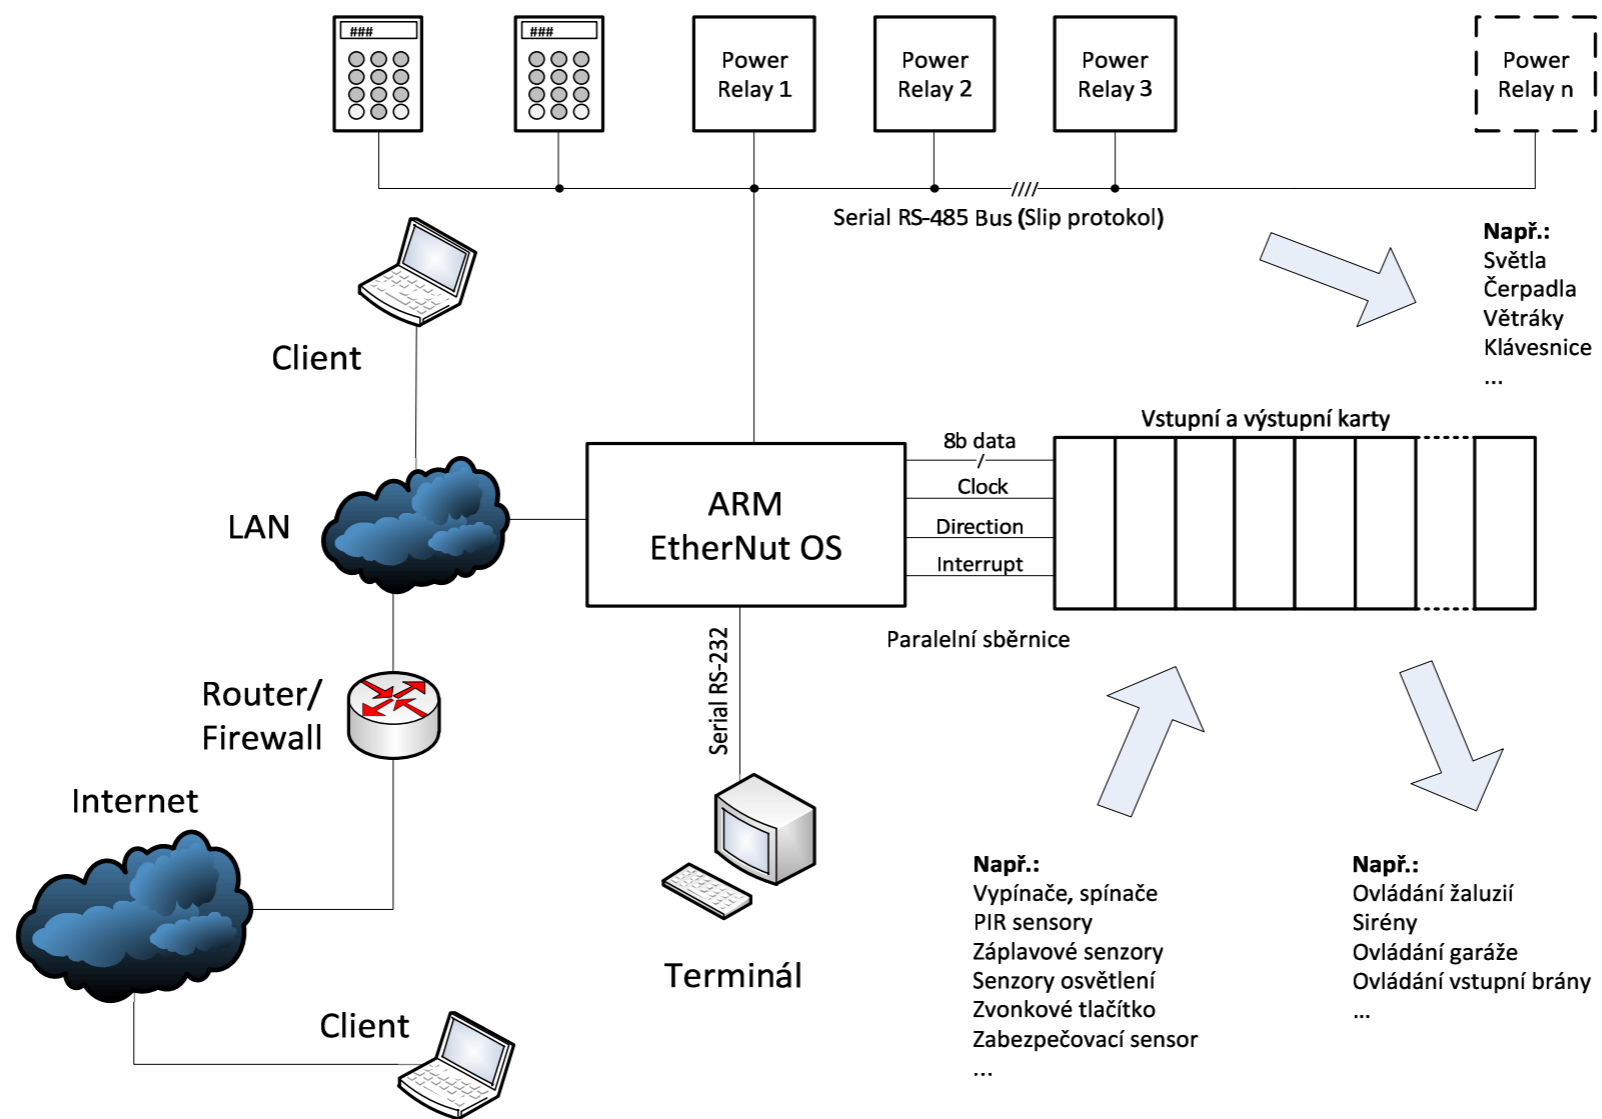 ###
###
Power
Relay 1
Power
Relay 2
Power
Relay 3
Power
Relay n
Serial RS-485 Bus (Slip protokol)
Např.:
Světla
Čerpadla
Větráky
Klávesnice
...
Client
Vstupní a výstupní karty
8b data
Clock
Direction
Interrupt
ARM
EtherNut OS
LAN
Paralelní sběrnice
Serial RS-232
Router/
Firewall
Internet
Např.:
Vypínače, spínače
PIR sensory
Záplavové senzory
Senzory osvětlení
Zvonkové tlačítko
Zabezpečovací sensor
...
Např.:
Ovládání žaluzií
Sirény
Ovládání garáže
Ovládání vstupní brány
...
Terminál
Client